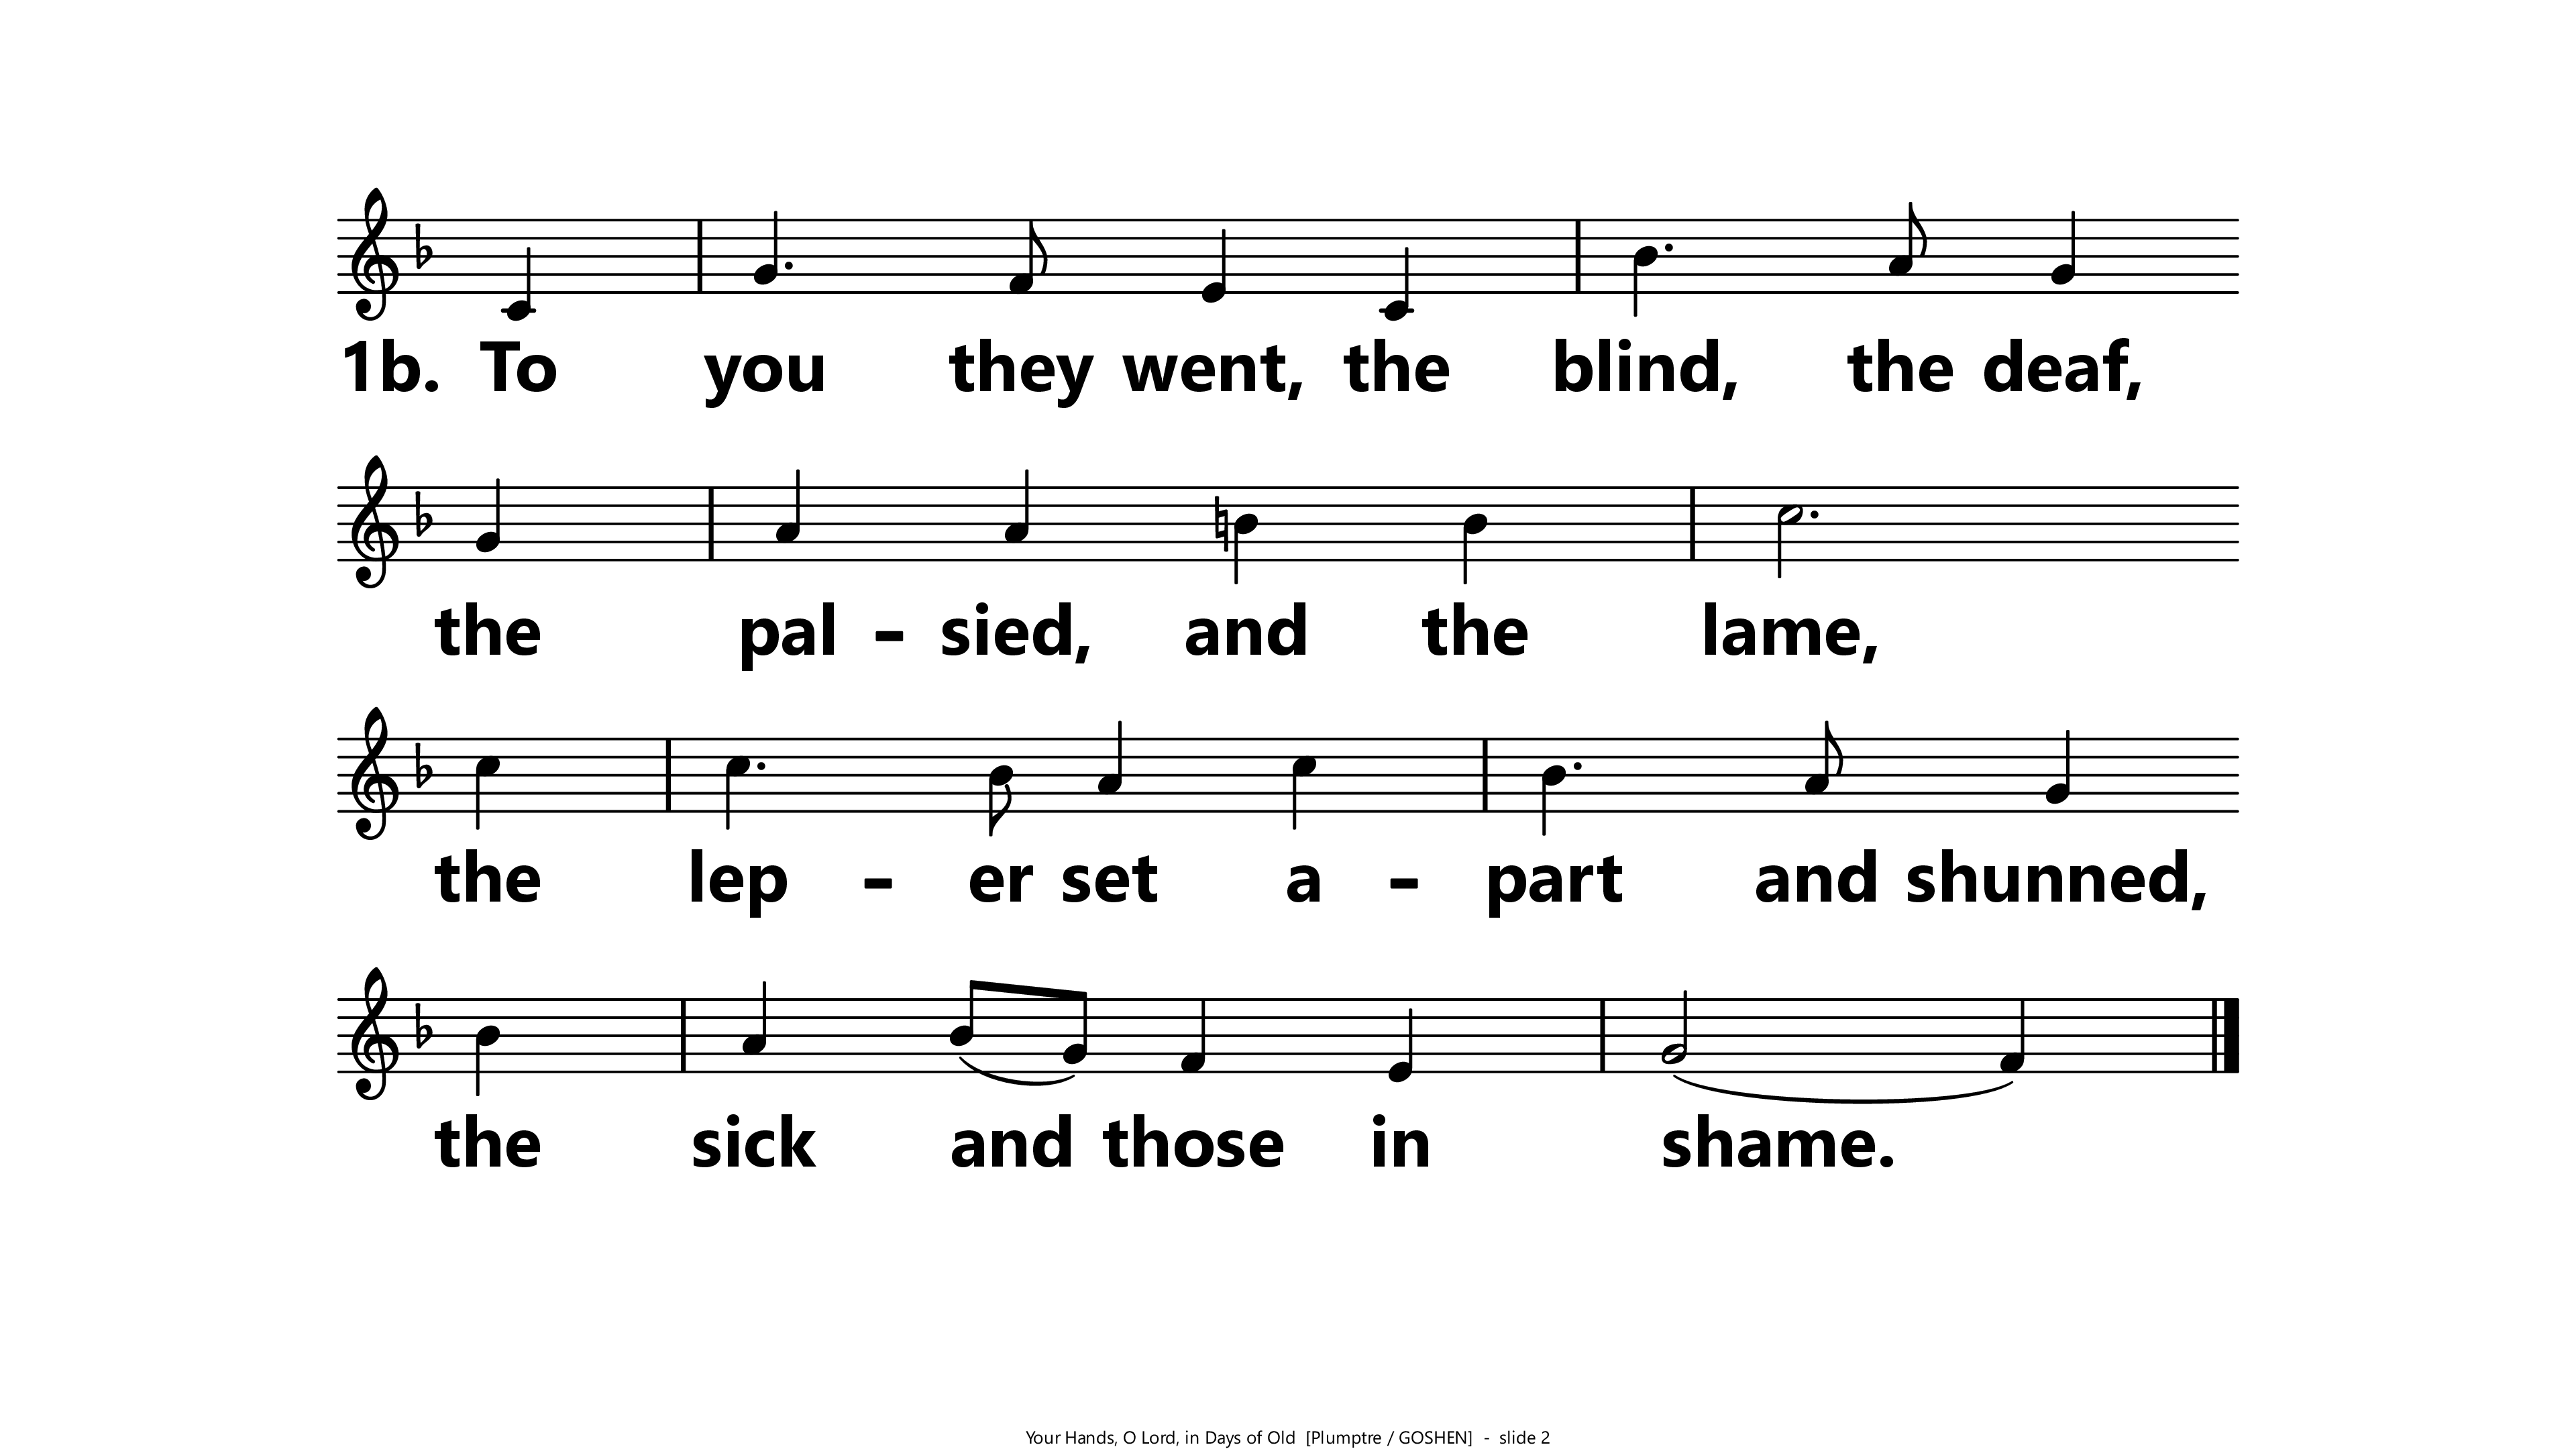 1b. To you they went, the blind, the deaf,
the pal - sied, and the lame,
the lep - er set a - part and shunned,
the sick and those in shame.
Your Hands, O Lord, in Days of Old [Plumptre / GOSHEN] - slide 2